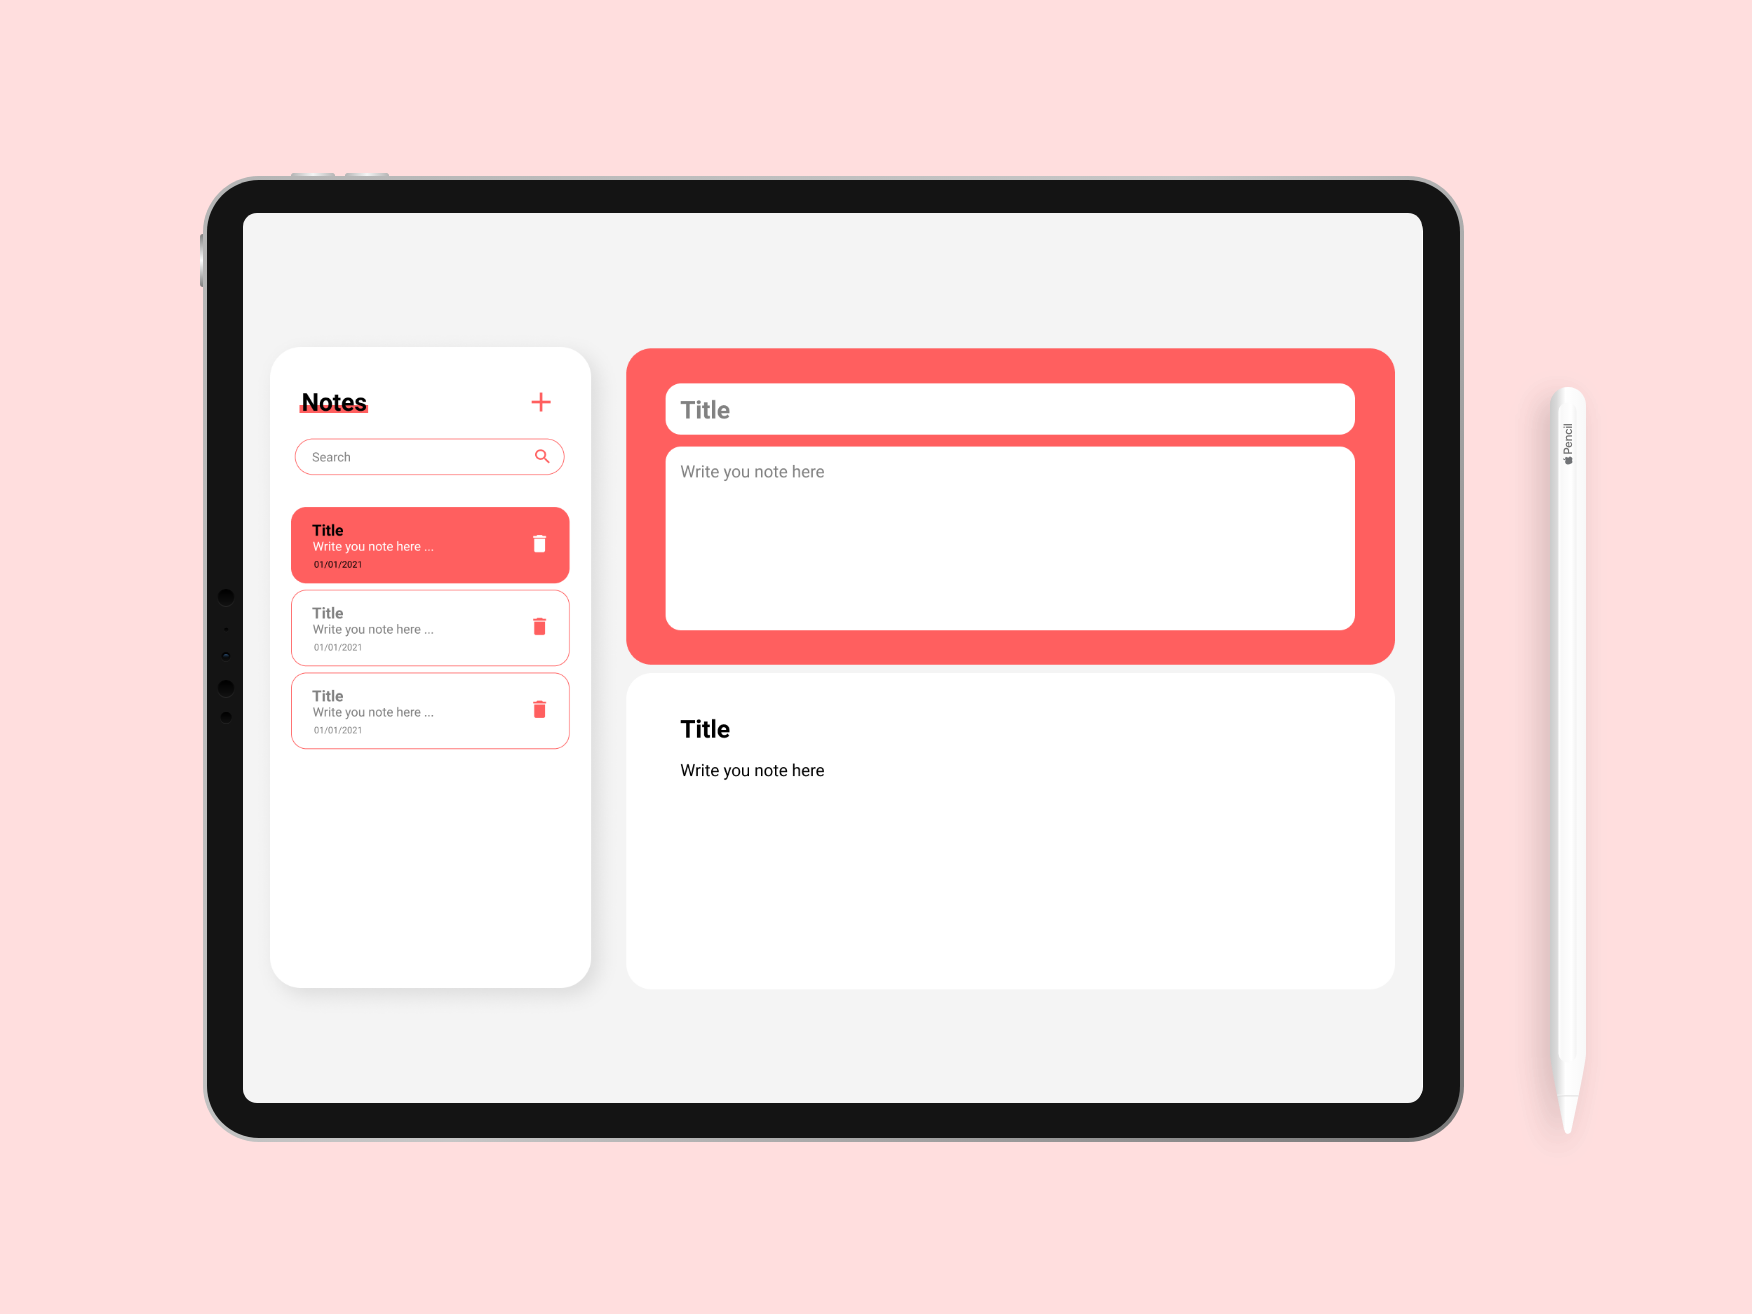 Notes
Search
Title
Write you note here ...
01/01/2021
Title
Write you note here ...
01/01/2021
Title
Write you note here ...
01/01/2021
Title
Write you note here
Title
Write you note here
Pencil